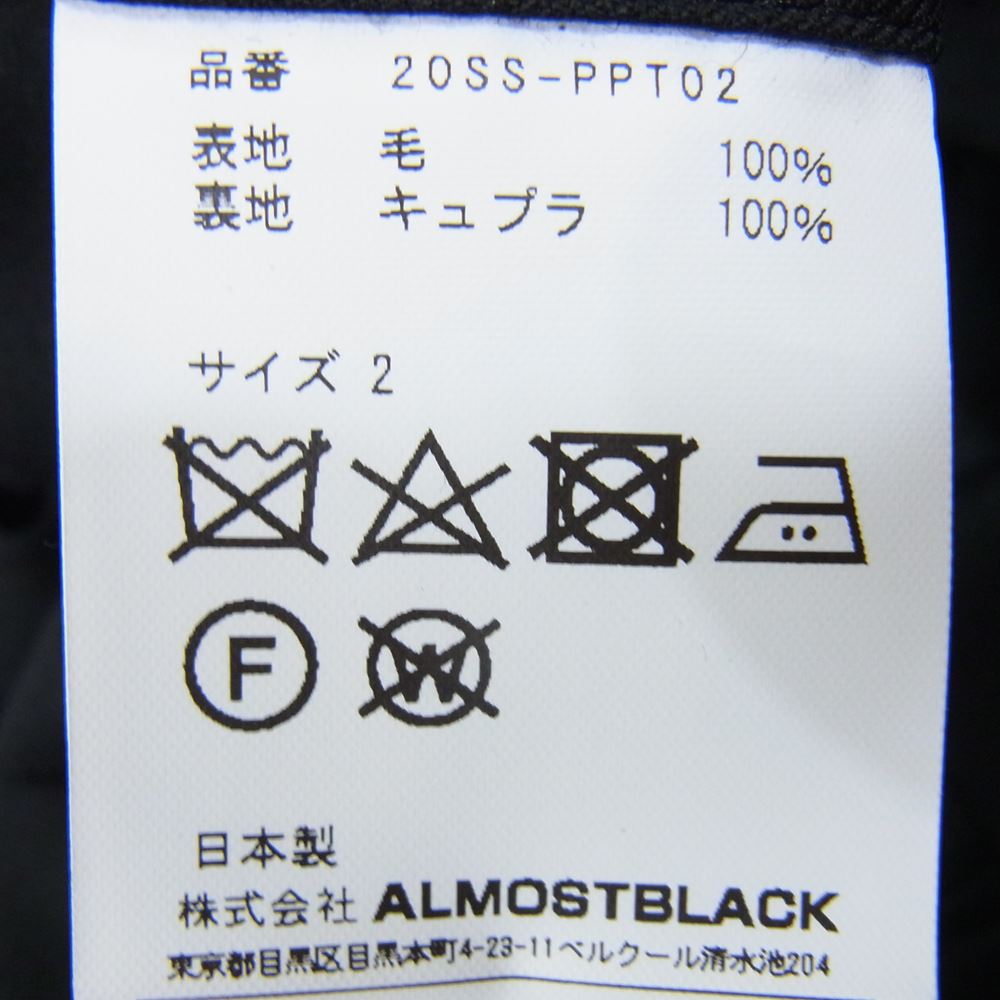 品番 20SS-PPT02
表地 毛 100%
裏地 キュプラ 100%
サイズ 2
F W
日本製
株式会社 ALMOSTBLACK
東京都目黒区目黒本町4-23-11ベルクール清水池204